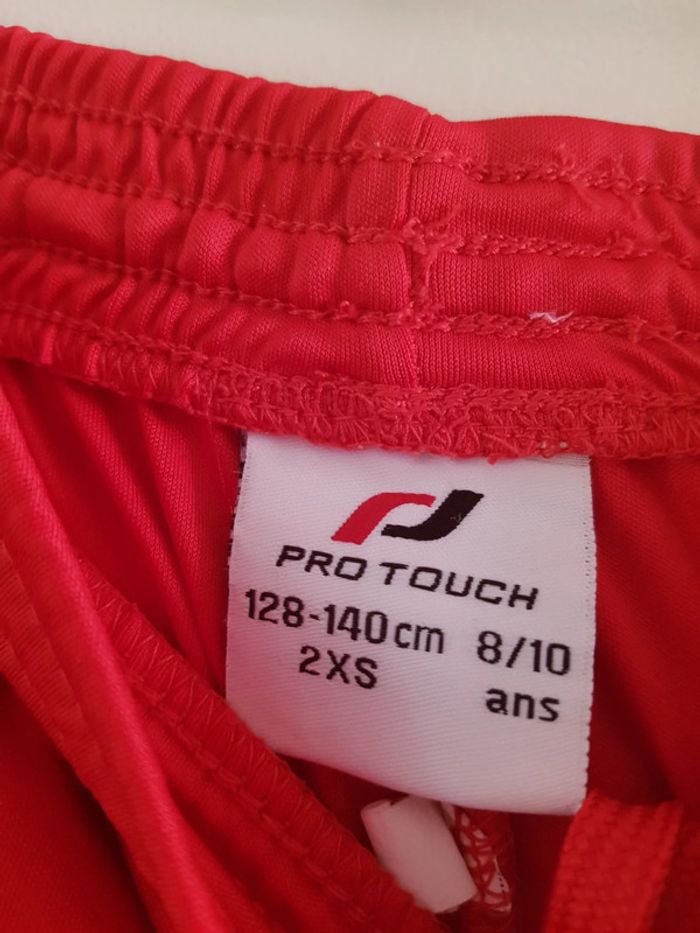 PRO TOUCH
128-140cm 8/10
2XS ans